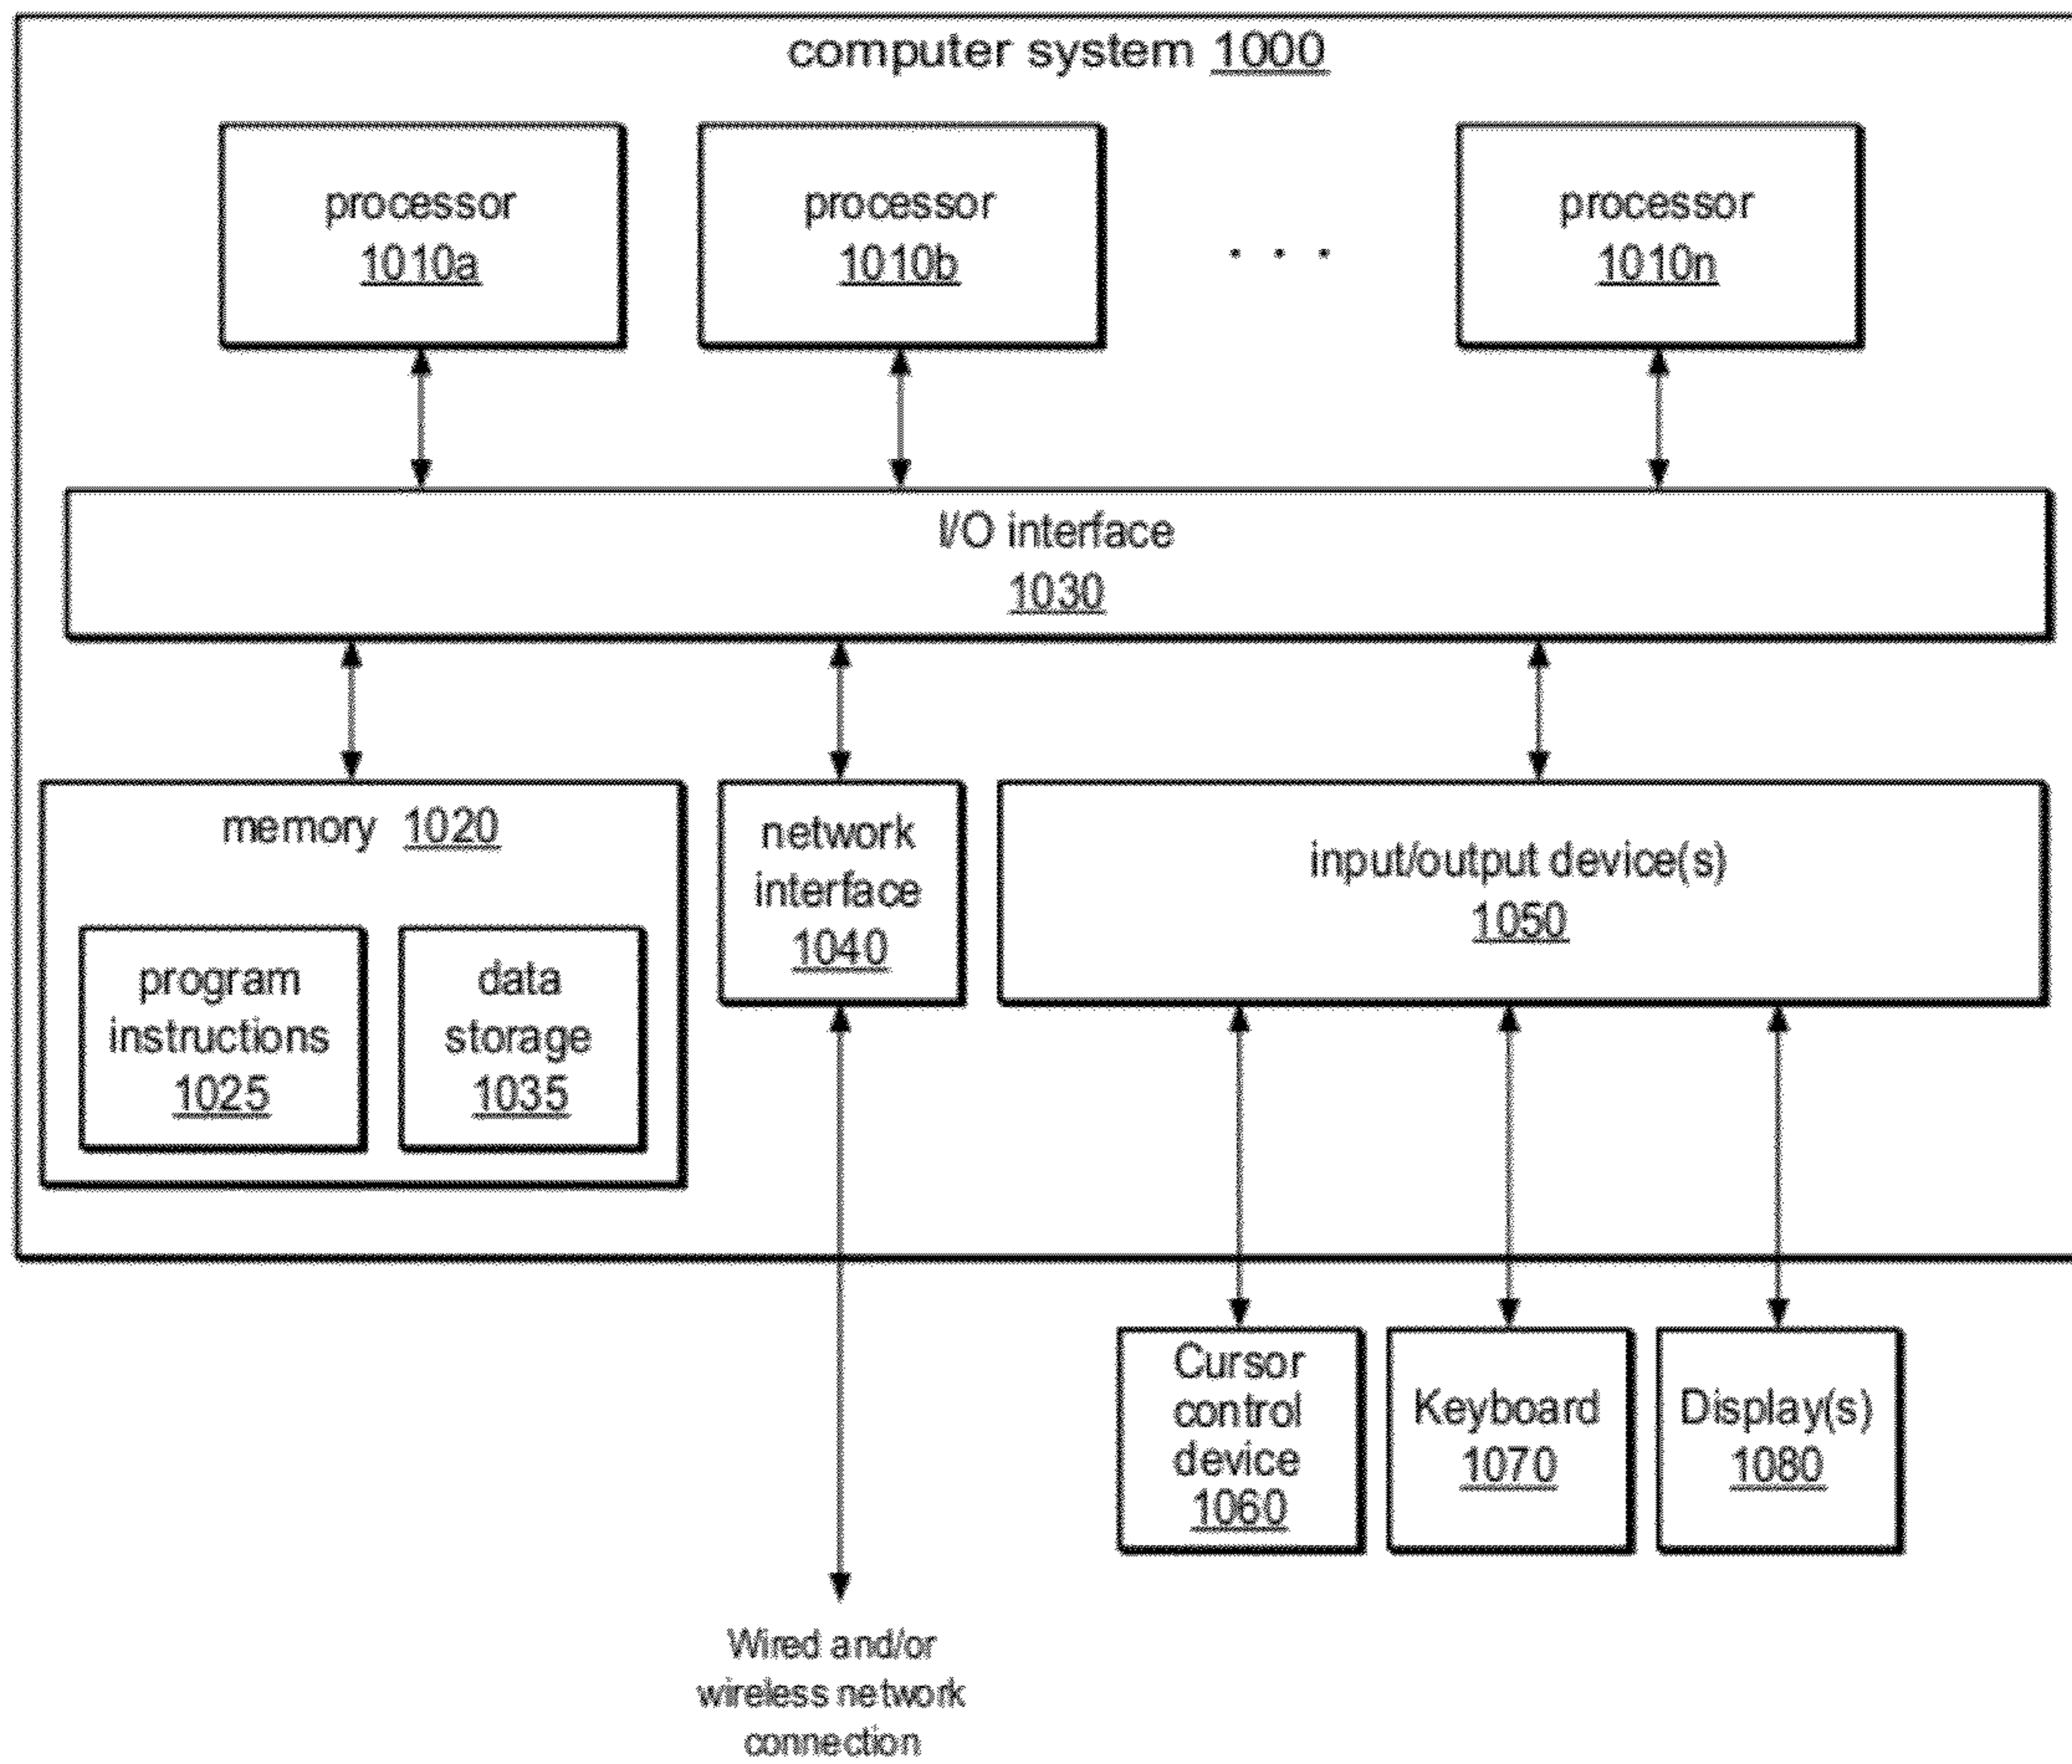 computer system 1000
processor
1010a
processor
1010b
. . .
processor
1010n
I/O interface
1030
memory 1020
program
instructions
1025
data
storage
1035
network
interface
1040
input/output device(s)
1050
Cursor
control
device
1060
Keyboard
1070
Display(s)
1080
Wired and/or
wireless network
connection